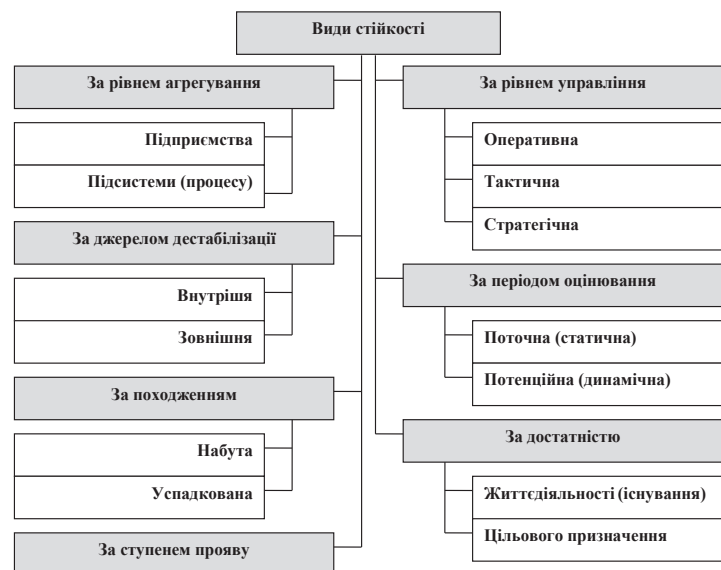 Види стійкості
За рівнем агрегування
Підприємства
Підсистеми (процесу)
За джерелом дестабілізації
Внутрішя
Зовнішня
За походженням
Набута
Успадкована
За ступенем прояву
За рівнем управління
Оперативна
Тактична
Стратегічна
За періодом оцінювання
Поточна (статична)
Потенційна (динамічна)
За достатністю
Життєдіяльності (існування)
Цільового призначення